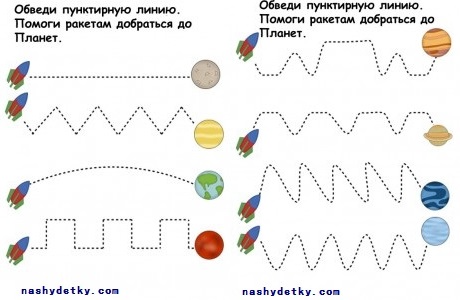 Обведи пунктирную линию.
Помоги ракетам добраться до
Планет.
nashydetky.com
Обведи пунктирную линию.
Помоги ракетам добраться до
Планет.
nashydetky.com